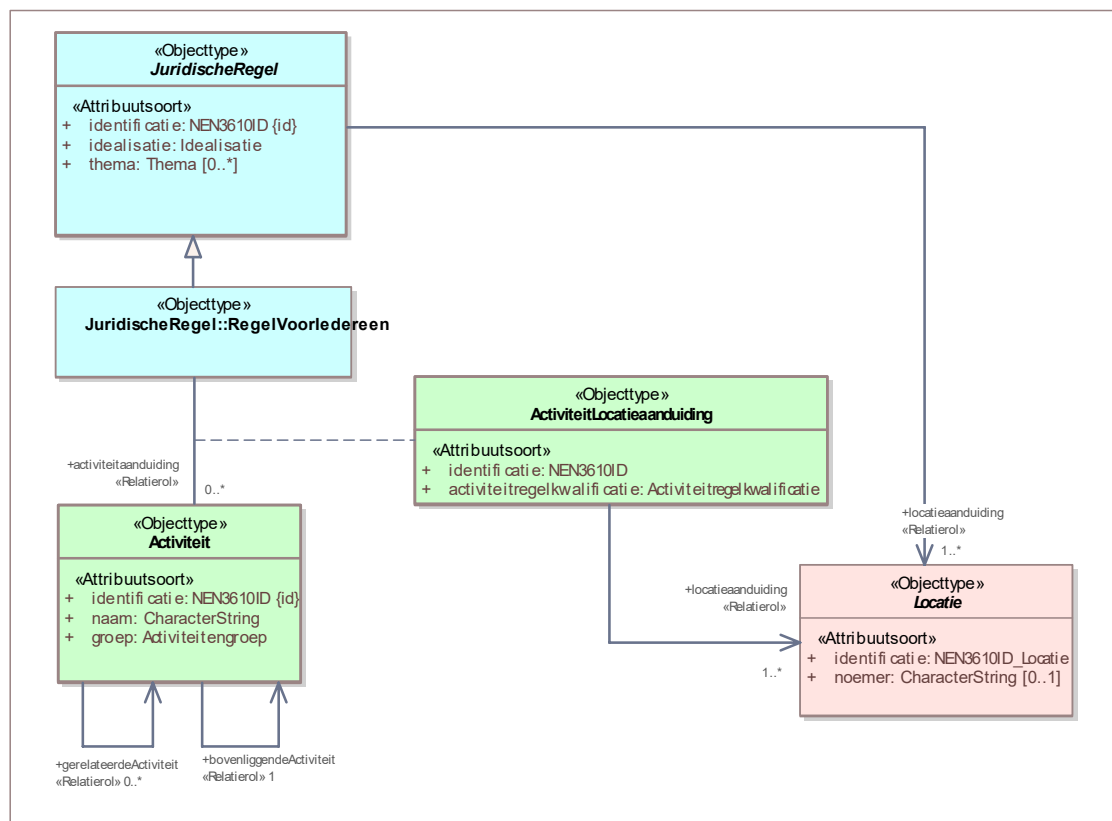 «Objecttype»
JuridischeRegel
«Attribuutsoort»
+ identificatie: NEN3610ID {id}
+ idealisatie: Idealisatie
+ thema: Thema [0..*]
«Objecttype»
JuridischeRegel::RegelVoorIedereen
«Objecttype»
ActiviteitLocatieaanduiding
«Attribuutsoort»
+ identificatie: NEN3610ID
+ activiteitregelkwalificatie: Activiteitregelkwalificatie
+activiteitaanduiding
«Relatierol»
0..*
«Objecttype»
Activiteit
«Attribuutsoort»
+ identificatie: NEN3610ID {id}
+ naam: CharacterString
+ groep: Activiteitengroep
+locatieaanduiding
«Relatierol»
1..*
+locatieaanduiding
«Relatierol»
1..*
«Objecttype»
Locatie
«Attribuutsoort»
+ identificatie: NEN3610ID_Locatie
+ noemer: CharacterString [0..1]
+gerelateerdeActiviteit
«Relatierol» 0..*
+bovenliggendeActiviteit
«Relatierol» 1